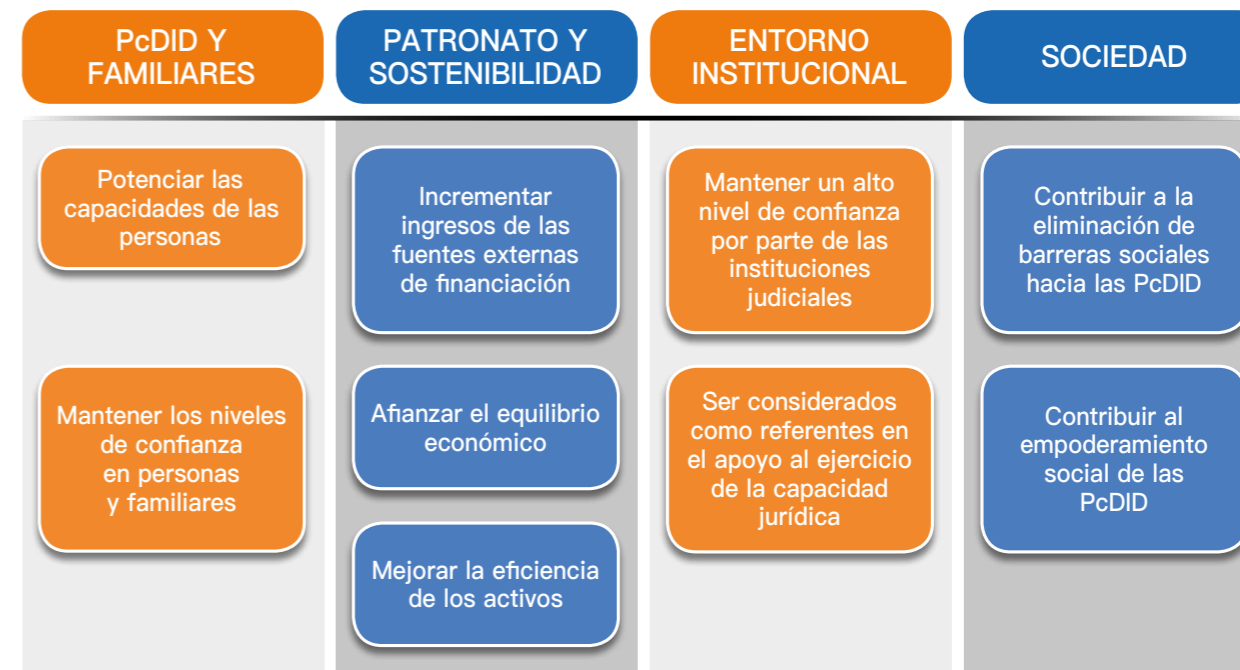 PcDID Y
FAMILIARES
PATRONATO Y
SOSTENIBILIDAD
ENTORNO
INSTITUCIONAL
SOCIEDAD
Potenciar las
capacidades de las
personas
Mantener los niveles
de confianza
en personas
y familiares
Incrementar
ingresos de las
fuentes externas
de financiación
Afianzar el equilibrio
económico
Mejorar la eficiencia
de los activos
Mantener un alto
nivel de confianza
por parte de las
instituciones
judiciales
Ser considerados
como referentes en
el apoyo al ejercicio
de la capacidad
jurídica
Contribuir a la
eliminación de
barreras sociales
hacia las PcDID
Contribuir al
empoderamiento
social de las
PcDID